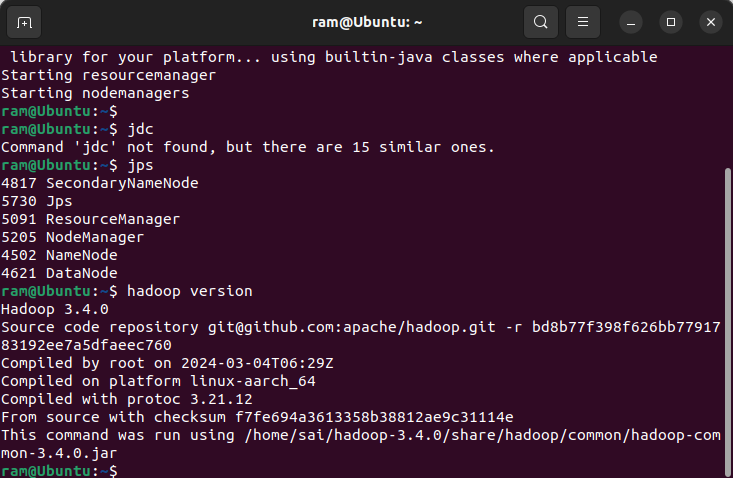 ram@Ubuntu: ~
 library for your platform... using builtin-java classes where applicable
Starting resourcemanager
Starting nodemanagers
ram@Ubuntu:~$
ram@Ubuntu:~$ jdc
Command 'jdc' not found, but there are 15 similar ones.
ram@Ubuntu:~$ jps
4817 SecondaryNameNode
5730 Jps
5091 ResourceManager
5205 NodeManager
4502 NameNode
4621 DataNode
ram@Ubuntu:~$ hadoop version
Hadoop 3.4.0
Source code repository git@github.com:apache/hadoop.git -r bd8b77f398f626bb77917
83192ee7a5dfaeec760
Compiled by root on 2024-03-04T06:29Z
Compiled on platform linux-aarch_64
Compiled with protoc 3.21.12
From source with checksum f7fe694a3613358b38812ae9c31114e
This command was run using /home/sai/hadoop-3.4.0/share/hadoop/common/hadoop-com
mon-3.4.0.jar
ram@Ubuntu:~$